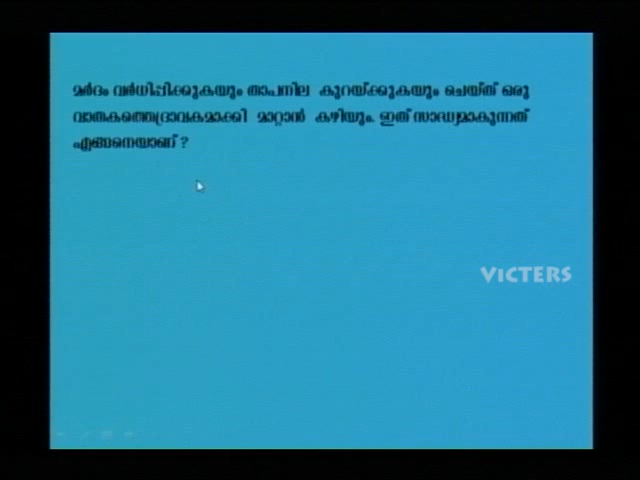 മർദം വർധിപ്പിക്കുകയും താപനില കുറയ്ക്കുകയും ചെയ്ത് ഒരു
വാതകത്തെദ്രാവകമാക്കി മാറ്റാൻ കഴിയും. ഇത് സാദ്ധ്യമാകുന്നത്
എങ്ങനെയാണ് ?
VICTERS